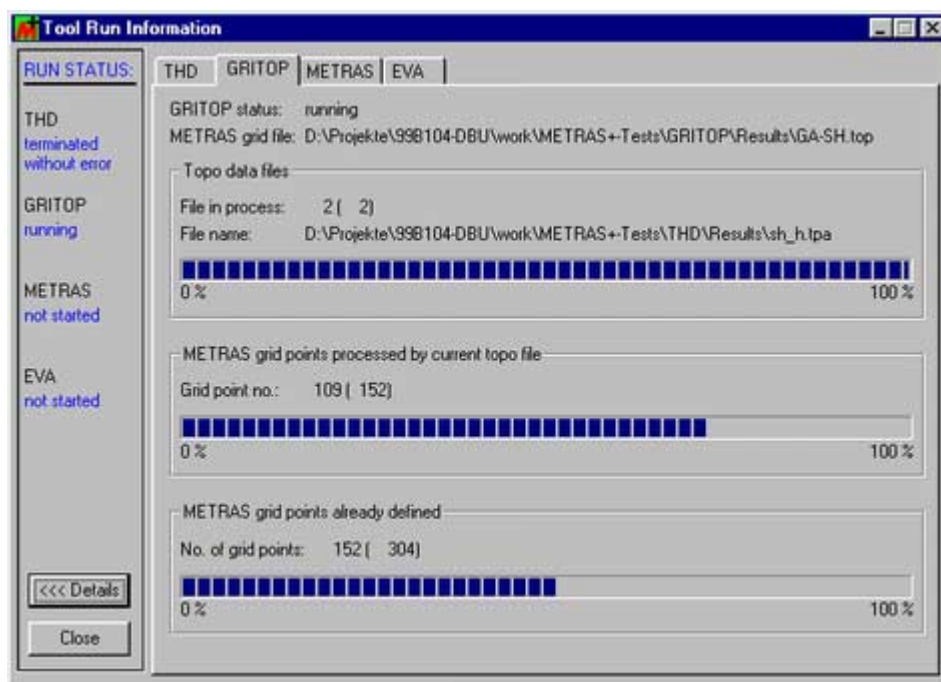 Tool Run Information
RUN STATUS:
THD
terminated
without error
GRITOP
running
METRAS
not started
EVA
not started
<<< Details
Close
THD GRITOP METRAS EVA
GRITOP status: running
METRAS grid file: D:\Projekte\99B104-DBU\work\METRAS+-Tests\GRITOP\Results\GA-SH.top
Topo data files
File in process: 2 ( 2)
File name: D:\Projekte\99B104-DBU\work\METRAS+-Tests\THD\Results\sh_h.tpa
0 % 100 %
METRAS grid points processed by current topo file
Grid point no.: 109 ( 152)
0 % 100 %
METRAS grid points already defined
No. of grid points: 152 ( 304)
0 % 100 %